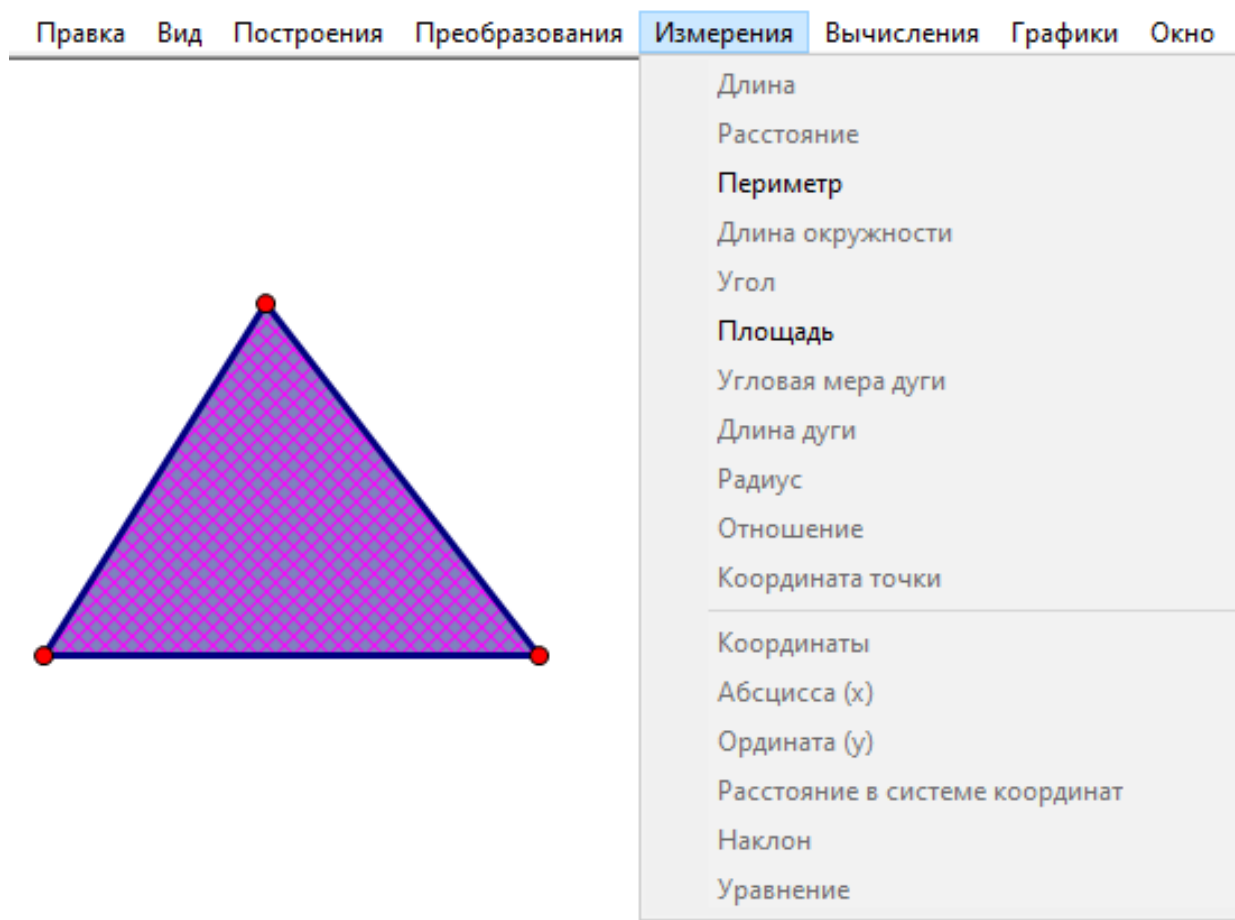 Правка Вид Построения Преобразования Измерения Вычисления Графики Окно
Длина
Расстояние
Периметр
Длина окружности
Угол
Площадь
Угловая мера дуги
Длина дуги
Радиус
Отношение
Координата точки
Координаты
Абсцисса (x)
Ордината (y)
Расстояние в системе координат
Наклон
Уравнение